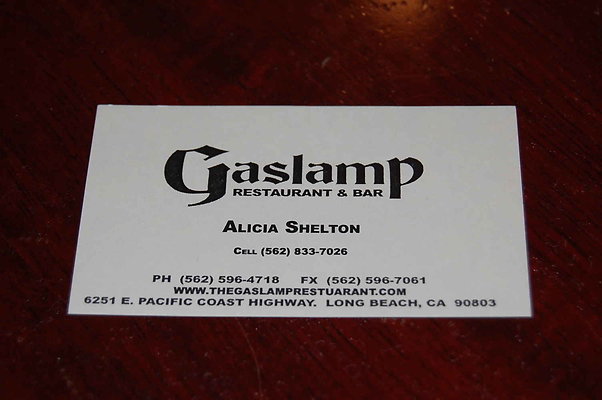 Gaslamp
RESTAURANT & BAR
ALICIA SHELTON
CELL (562) 833-7026
PH (562) 596-4718 FX (562) 596-7061
WWW.THEGASLAMPRESTUARANT.COM
6251 E. PACIFIC COAST HIGHWAY. LONG BEACH, CA 90803